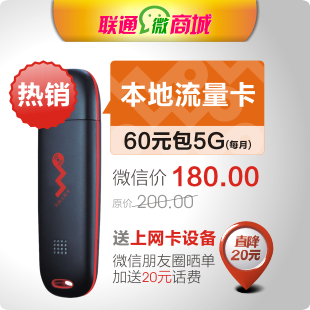 联通微商城
热销
本地流量卡
60元包5G(每月)
微信价 180.00
原价 200.00
送上网卡设备
微信朋友圈晒单
加送20元话费
直降
20元